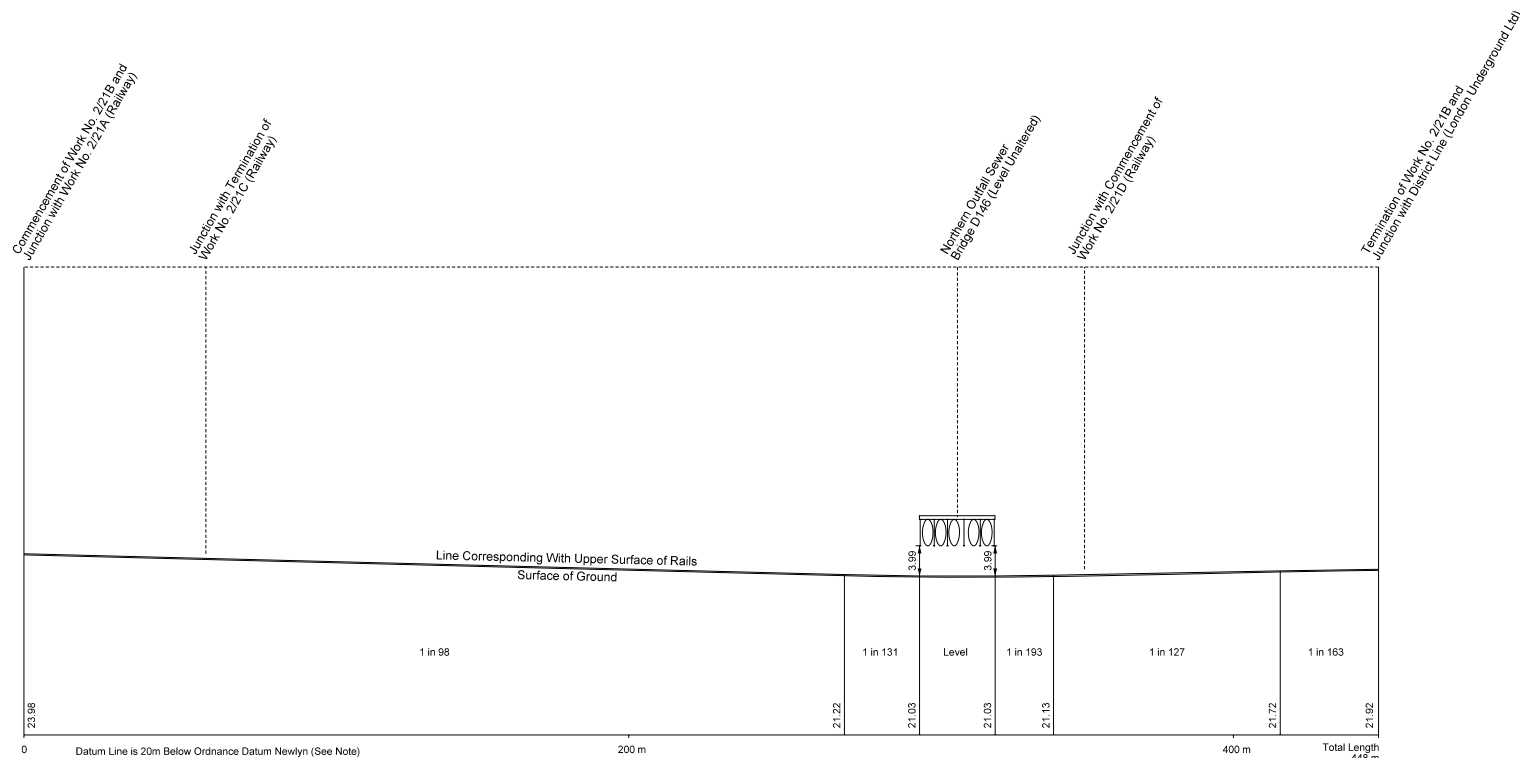 Commencement of Work No. 2/21B and
Junction with Work No. 2/21A (Railway)
Junction with Termination of
Work No. 2/21C (Railway)
Northern Outfall Sewer
Bridge D146 (Level Unaltered)
Junction with Commencement of
Work No. 2/21D (Railway)
Termination of Work No. 2/21B and
Junction with District Line (London Underground Ltd)
3.99
3.99
Line Corresponding With Upper Surface of Rails
Surface of Ground
1 in 98
1 in 131
Level
1 in 193
1 in 127
1 in 163
23.98
21.22
21.03
21.03
21.13
21.72
21.92
0
Datum Line is 20m Below Ordnance Datum Newlyn (See Note)
200 m
400 m
Total Length
448 m